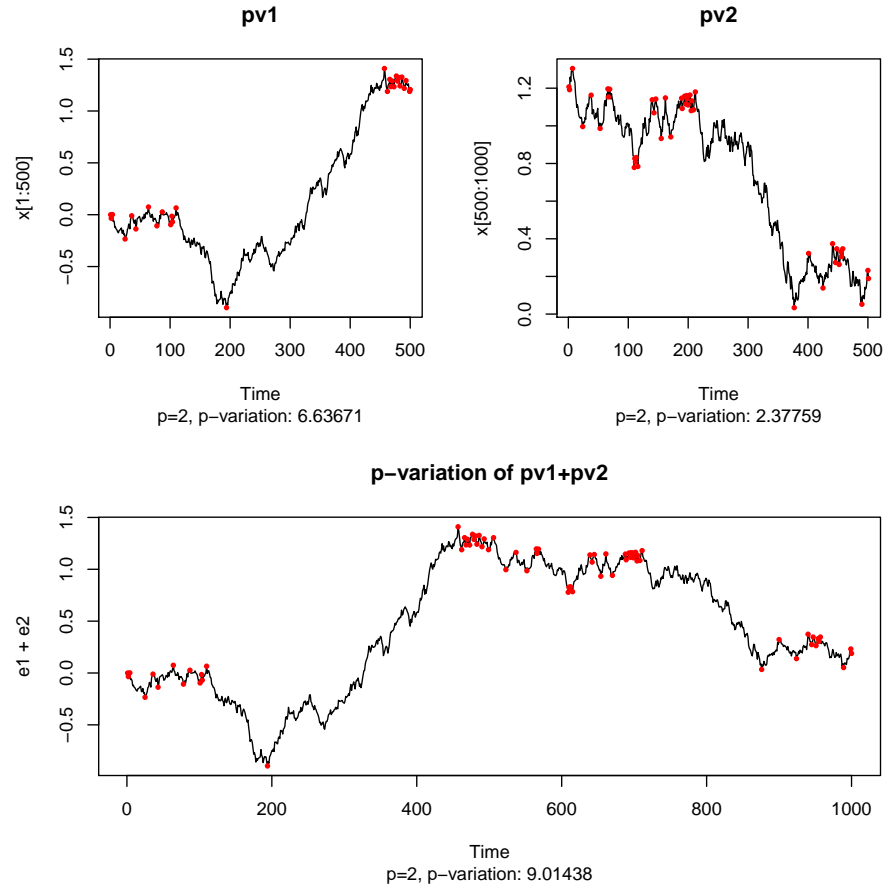 pv1
x[1:500]
1.5
1.0
0.5
0.0
−0.5
0 100 200 300 400 500
Time
p=2, p−variation: 6.63671
pv2
x[500:1000]
1.2
0.8
0.4
0.0
0 100 200 300 400 500
Time
p=2, p−variation: 2.37759
p−variation of pv1+pv2
e1 + e2
1.5
1.0
0.5
0.0
−0.5
0 200 400 600 800 1000
Time
p=2, p−variation: 9.01438